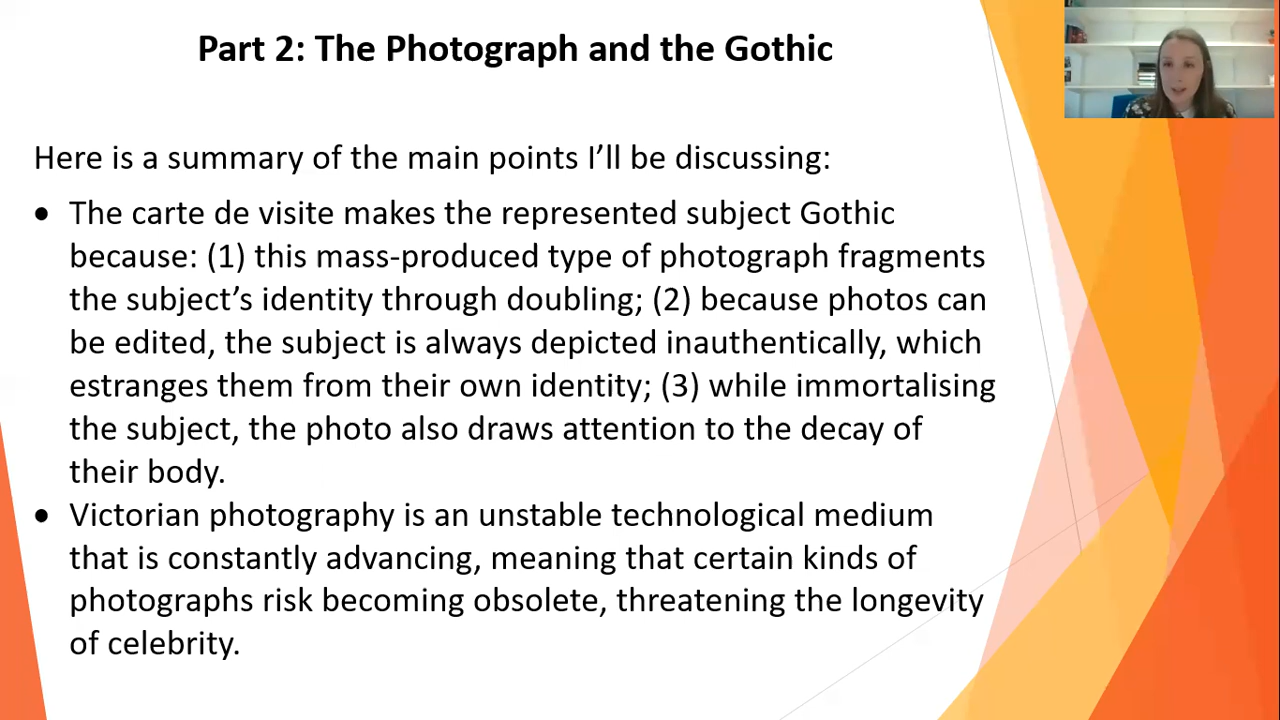 Part 2: The Photograph and the Gothic
Here is a summary of the main points I’ll be discussing:
• The carte de visite makes the represented subject Gothic
because: (1) this mass-produced type of photograph fragments
the subject’s identity through doubling; (2) because photos can
be edited, the subject is always depicted inauthentically, which
estranges them from their own identity; (3) while immortalising
the subject, the photo also draws attention to the decay of
their body.
• Victorian photography is an unstable technological medium
that is constantly advancing, meaning that certain kinds of
photographs risk becoming obsolete, threatening the longevity
of celebrity.